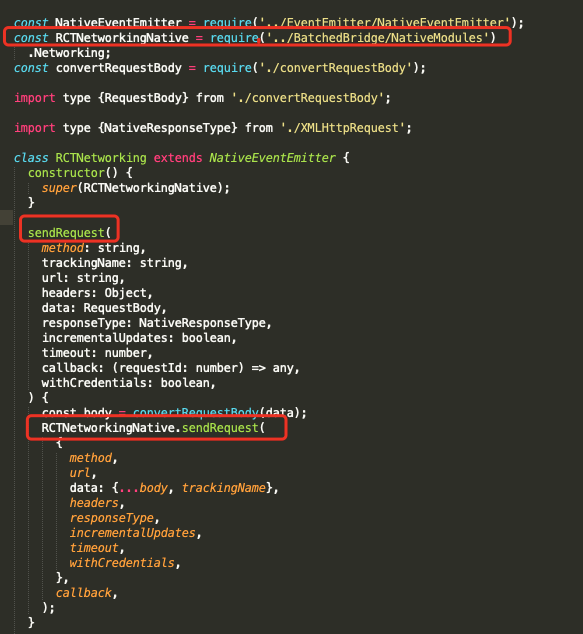 const NativeEventEmitter = require('../EventEmitter/NativeEventEmitter');
const RCTNetworkingNative = require('../BatchedBridge/NativeModules')
.Networking;
const convertRequestBody = require('./convertRequestBody');
import type {RequestBody} from './convertRequestBody';
import type {NativeResponseType} from './XMLHttpRequest';
class RCTNetworking extends NativeEventEmitter {
constructor() {
super(RCTNetworkingNative);
}
sendRequest(
method: string,
trackingName: string,
url: string,
headers: Object,
data: RequestBody,
responseType: NativeResponseType,
incrementalUpdates: boolean,
timeout: number,
callback: (requestId: number) => any,
withCredentials: boolean,
) {
const body = convertRequestBody(data);
RCTNetworkingNative.sendRequest(
{
method,
url,
data: {...body, trackingName},
headers,
responseType,
incrementalUpdates,
timeout,
withCredentials,
},
callback,
);
}